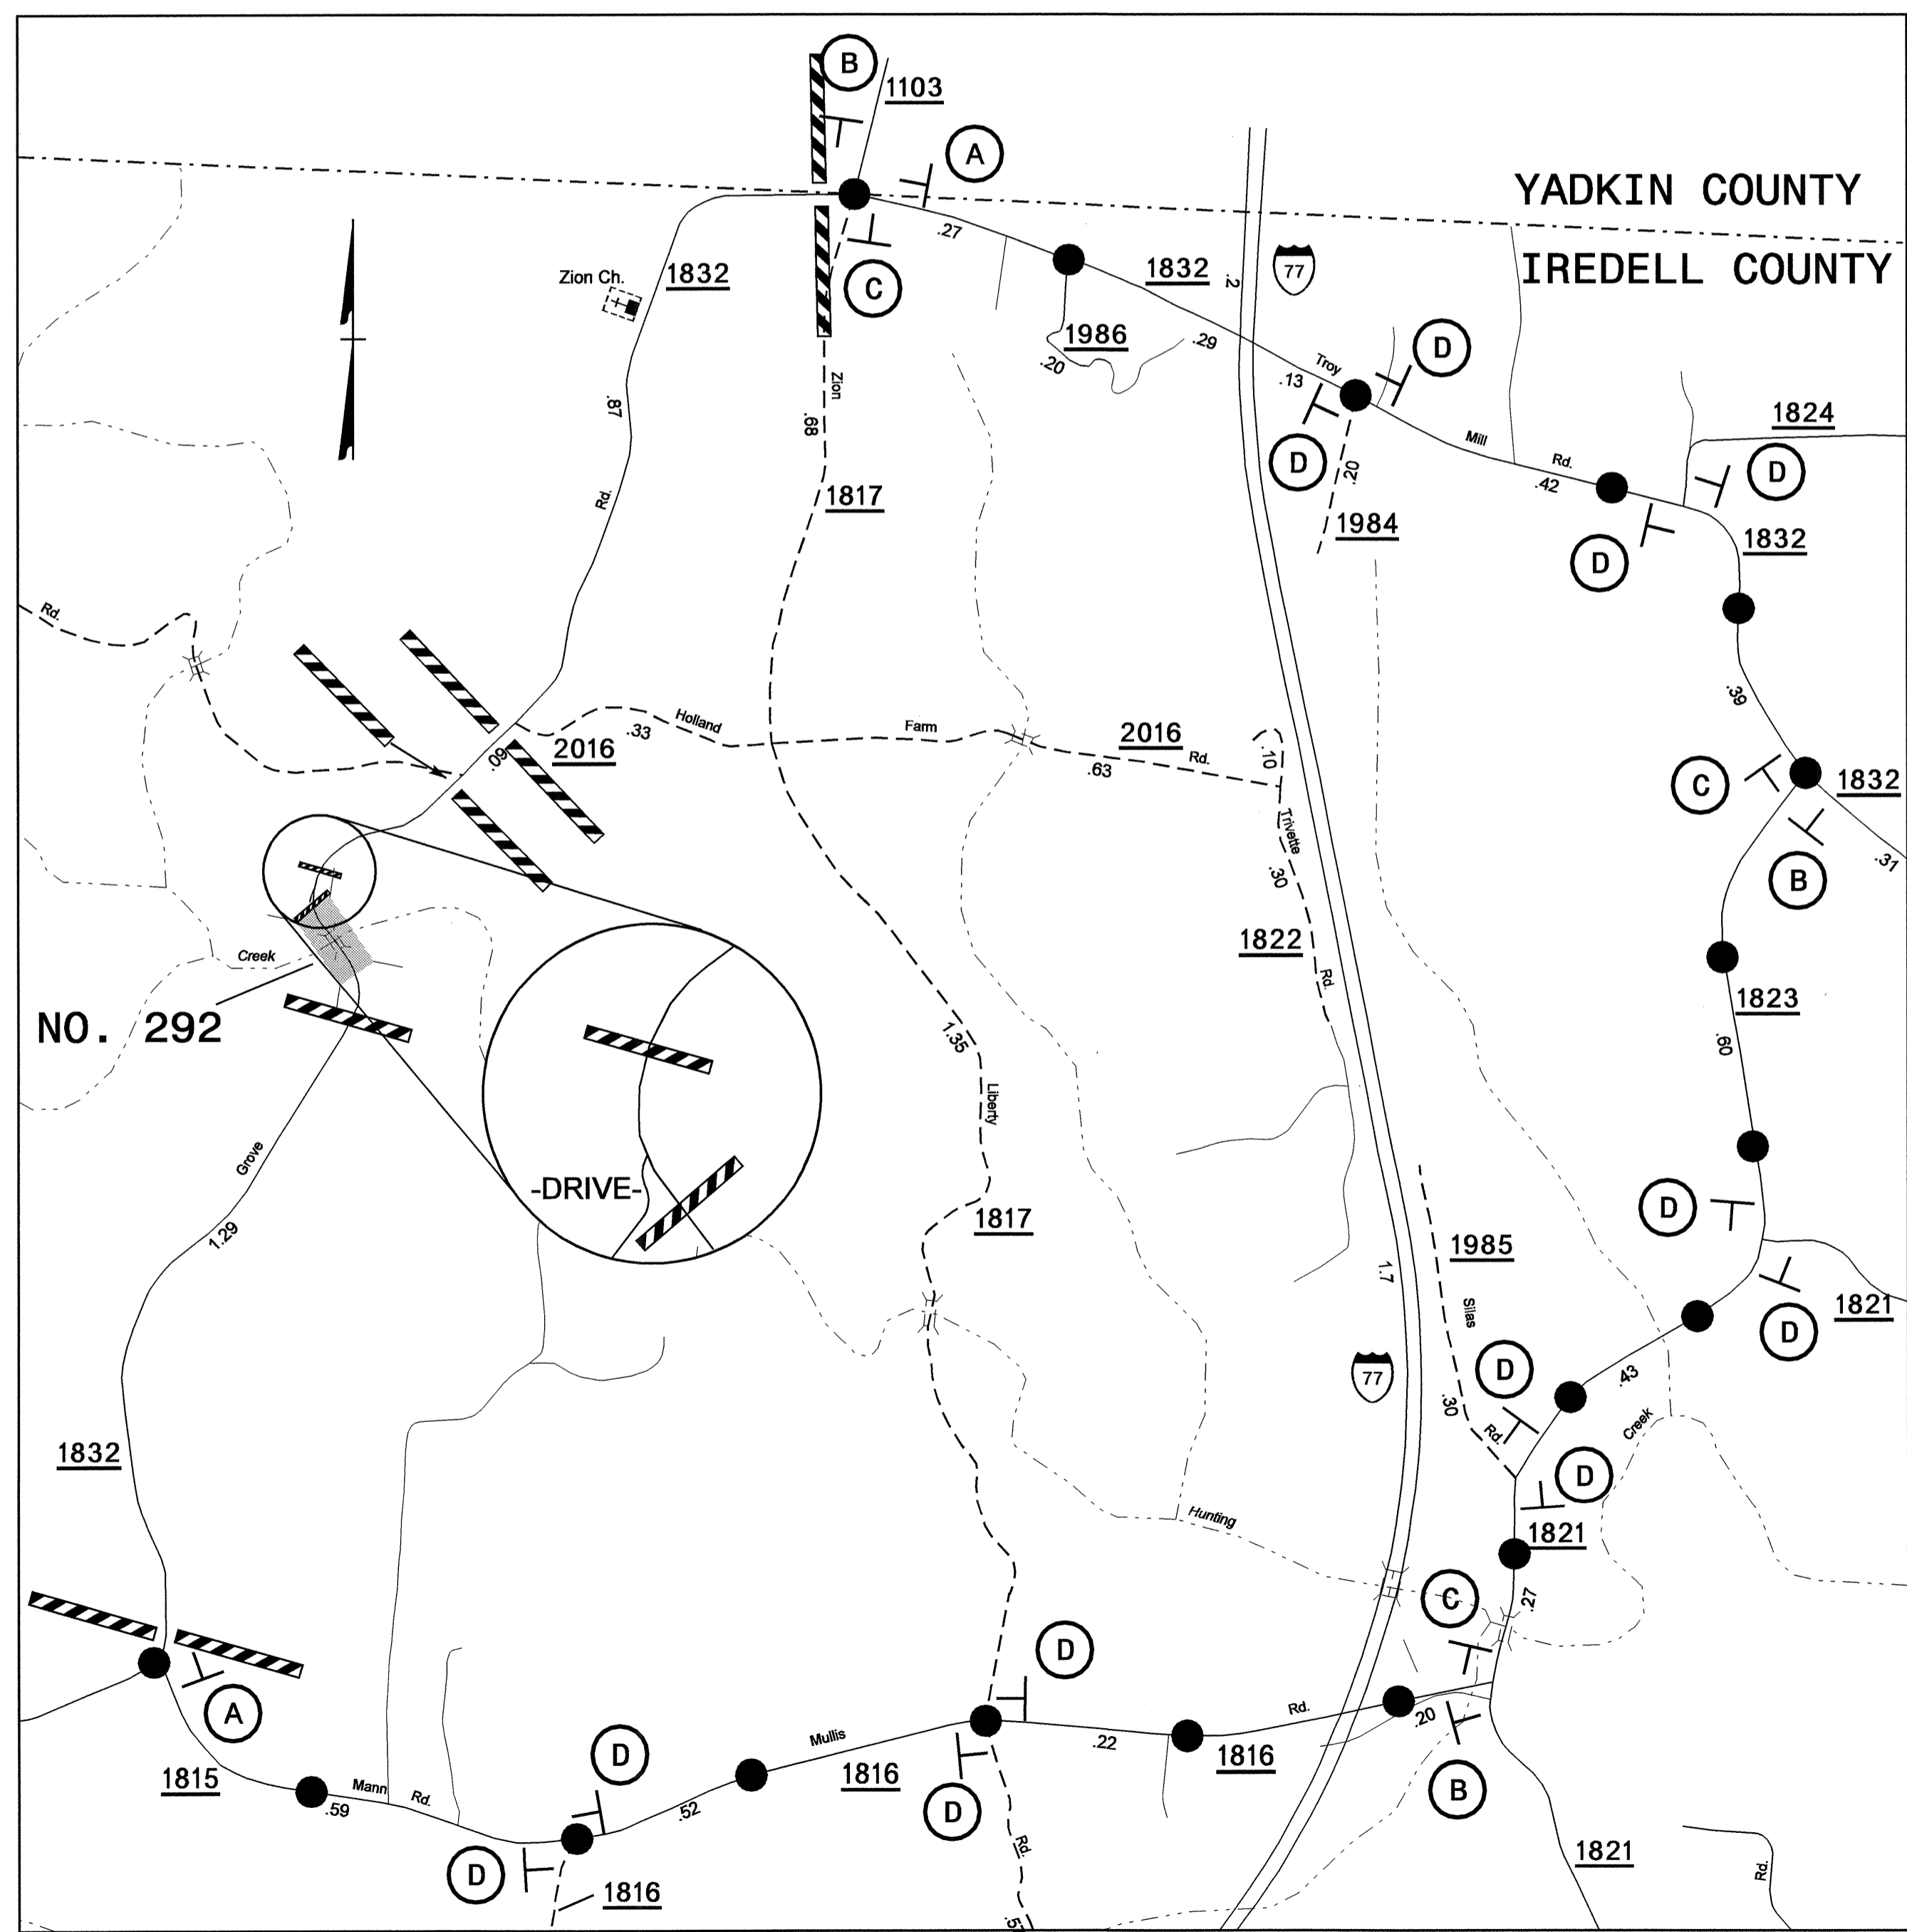 B
1103
A
YADKIN COUNTY
IREDELL COUNTY
.27
.2
77
1832
Zion Ch.
1832
C
1986
.20
.29
Troy
.13
D
D
Zion
.87
.68
1824
Mill
Rd.
.42
D
.20
1984
1817
Rd.
D
1832
Rd.
.39
2016
.33
Holland
Farm
2016
Rd.
.63
.10
.09
C
1832
.31
B
Trivette
.30
1822
Rd.
Creek
NO. 292
1823
.60
1.35
Liberty
Grove
-DRIVE-
1.29
1817
D
1985
1.7
Silas
1821
D
D
77
.43
.30
Rd.
Creek
1832
D
Hunting
1821
C
.27
D
A
Rd.
.20
Mullis
.22
1816
D
1816
D
B
1815
Mann
Rd.
.59
.52
D
1816
Rd.
.57
1821
Rd.